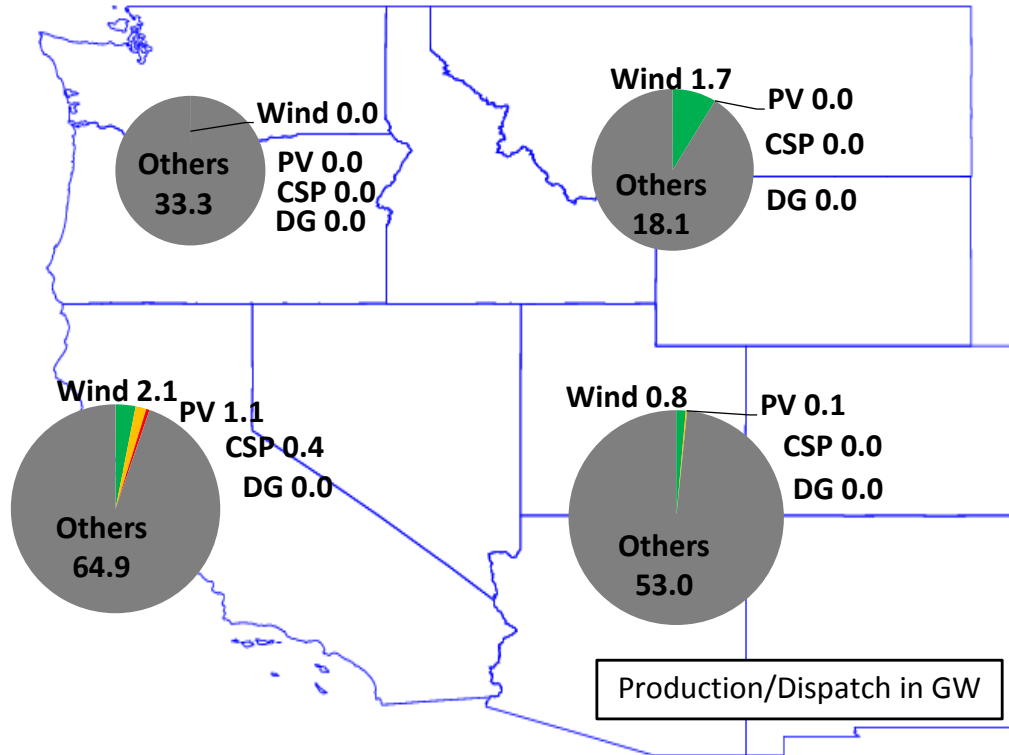 Wind 0.0
Others
33.3
PV 0.0
CSP 0.0
DG 0.0
Wind 1.7
PV 0.0
CSP 0.0
DG 0.0
Others
18.1
Wind 2.1
PV 1.1
CSP 0.4
DG 0.0
Others
64.9
Wind 0.8
PV 0.1
CSP 0.0
DG 0.0
Others
53.0
Production/Dispatch in GW